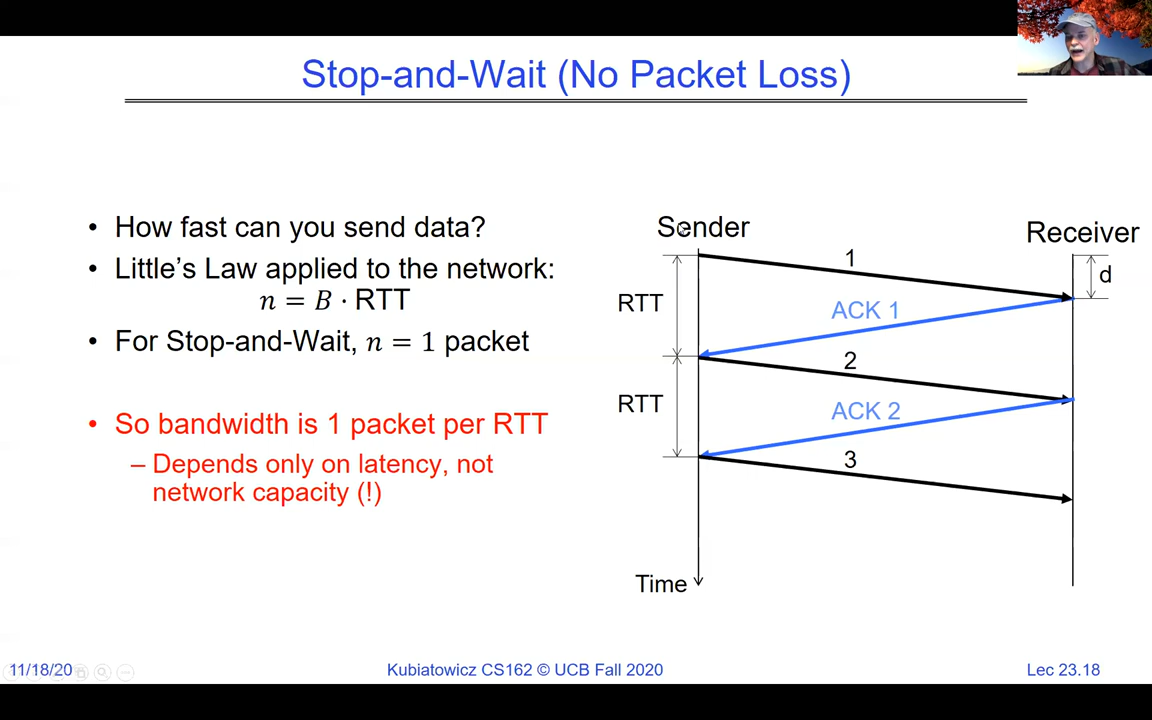 Stop-and-Wait (No Packet Loss)
• How fast can you send data?
• Little's Law applied to the network:
n = B · RTT
• For Stop-and-Wait, n = 1 packet
• So bandwidth is 1 packet per RTT
– Depends only on latency, not
network capacity (!)
Sender
Receiver
1
d
RTT
ACK 1
2
RTT
ACK 2
3
Time
11/18/20
Kubiatowicz CS162 © UCB Fall 2020
Lec 23.18